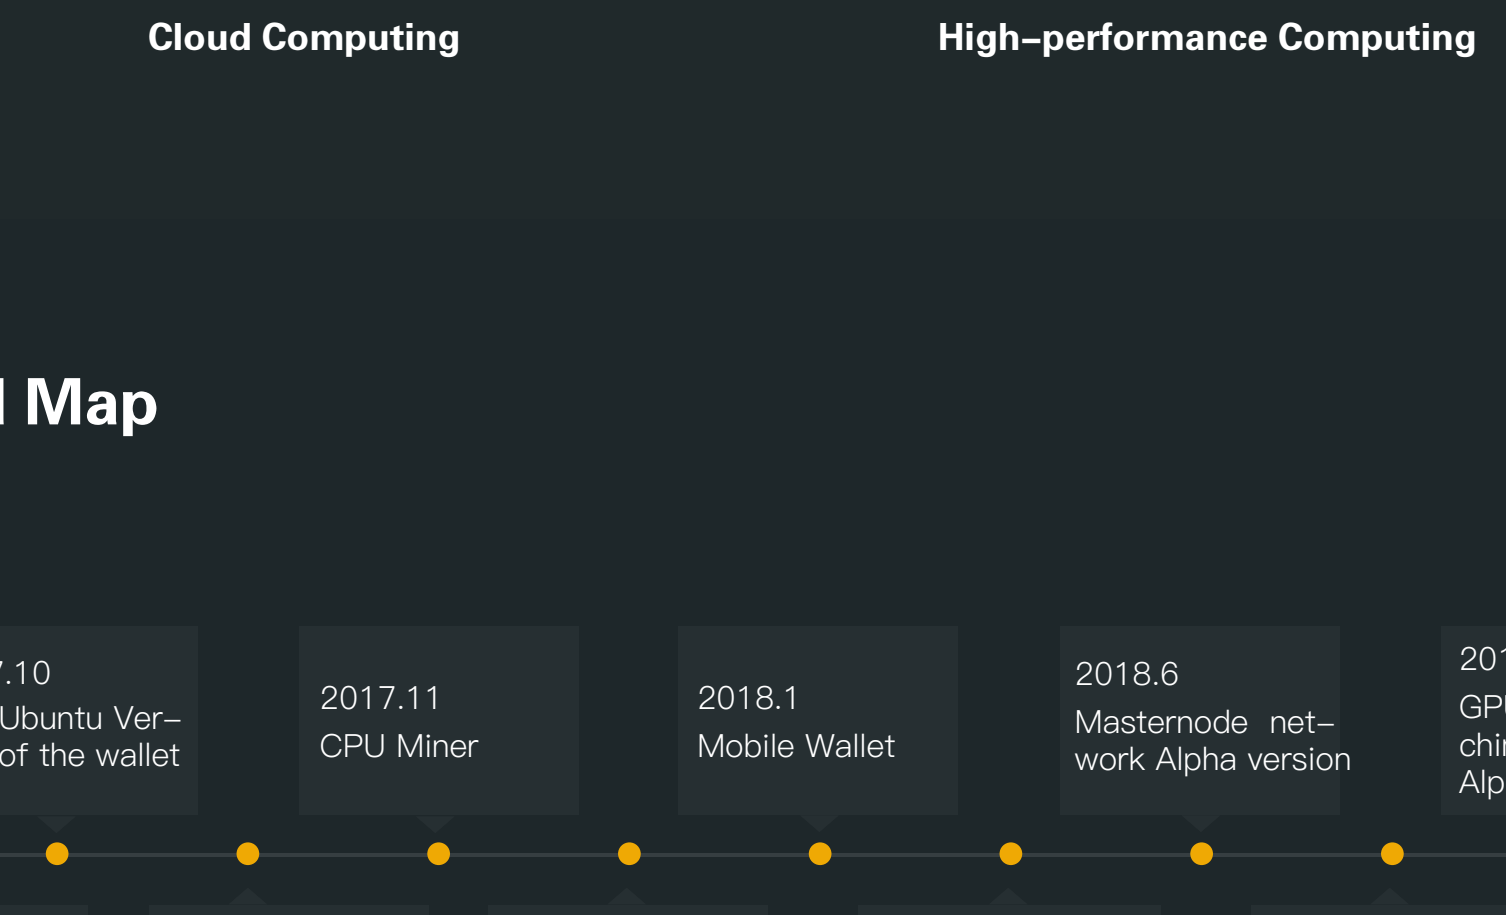 Cloud Computing
High-performance Computing
Map
.10
Ubuntu Ver-
of the wallet
2017.11
CPU Miner
2018.1
Mobile Wallet
2018.6
Masternode net-
work Alpha version